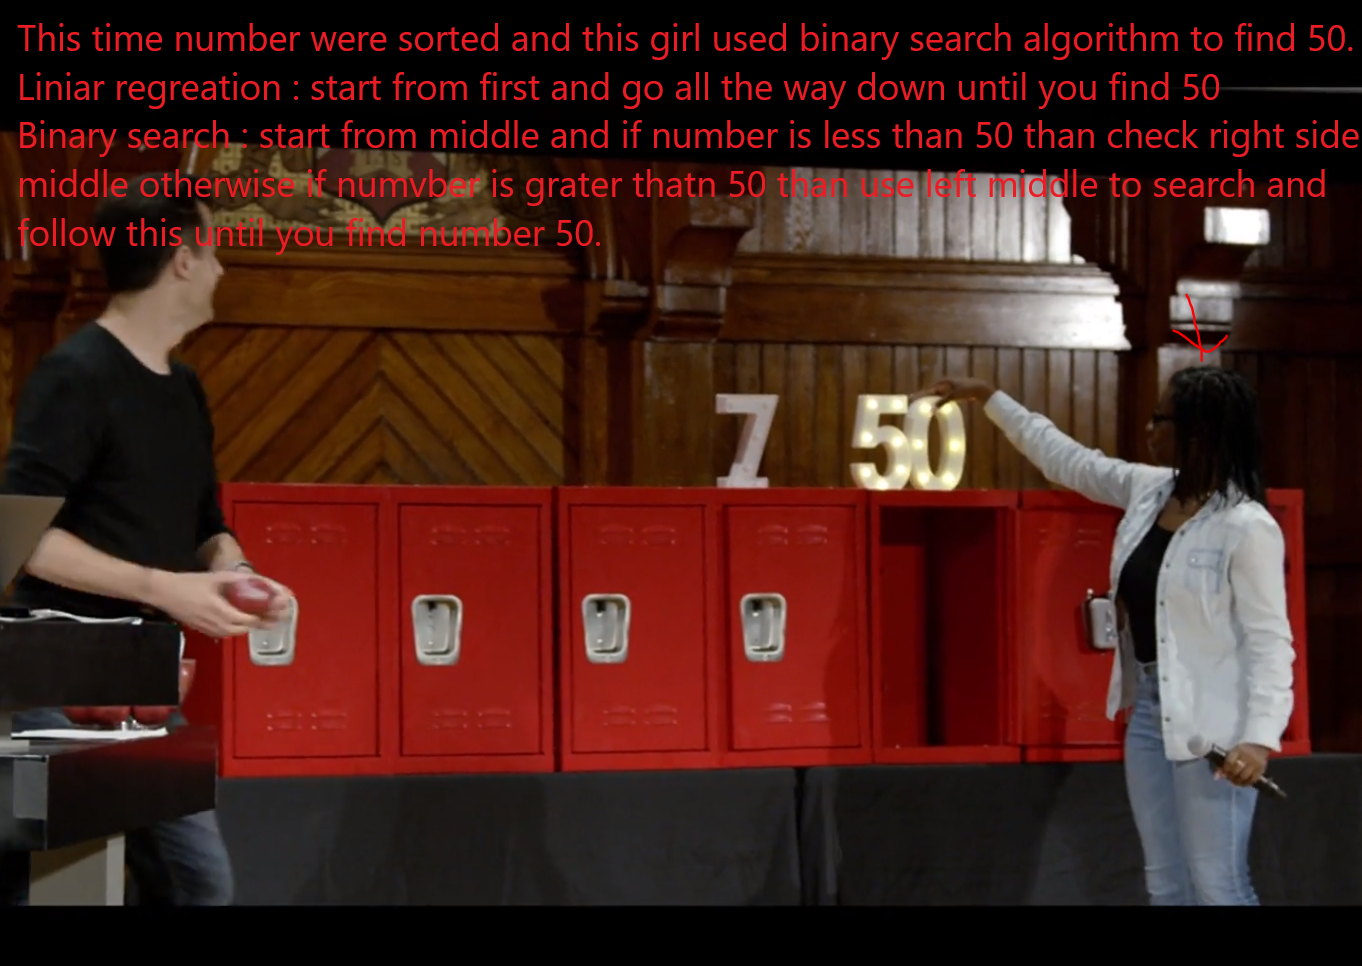 This time number were sorted and this girl used binary search algorithm to find 50.
Liniar regreation : start from first and go all the way down until you find 50
Binary search : start from middle and if number is less than 50 than check right side
middle otherwise if numvber is grater thatn 50 than use left middle to search and
follow this until you find number 50.
7 50